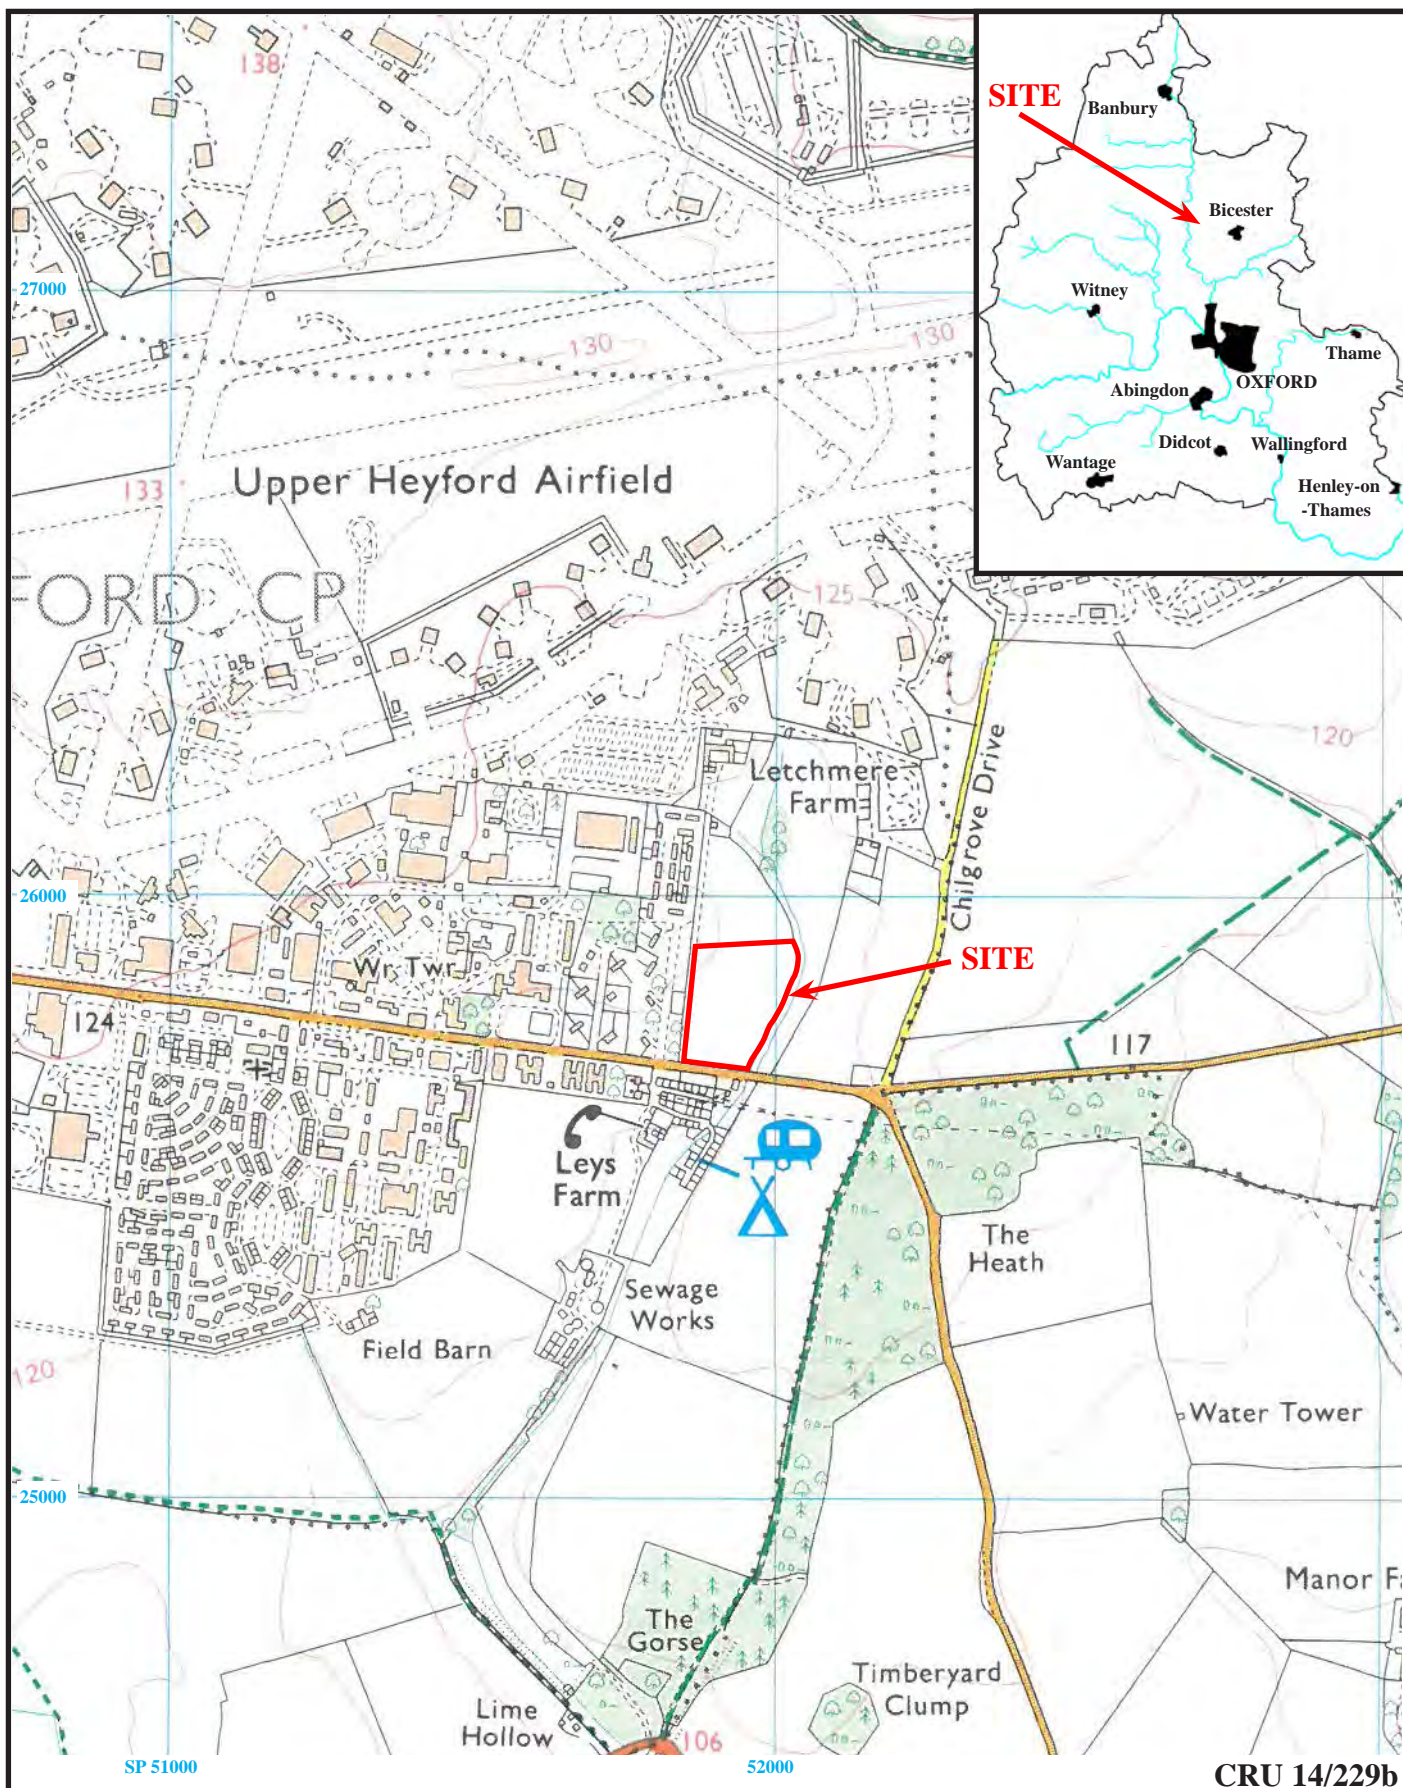 138
SITE
Banbury
Bicester
Witney
Thame
OXFORD
Abingdon
Didcot
Wallingford
Wantage
Henley-on
-Thames
27000
130
130
133
Upper Heyford Airfield
FORD CP
125
Chilgrove Drive
120
Letchmere
Farm
26000
Wr Twr
SITE
124
117
Leys
Farm
The
Heath
Sewage
Works
Field Barn
120
Water Tower
25000
Manor Fa
The
Gorse
Timberyard
Clump
Lime
Hollow
106
SP 51000
52000
CRU 14/229b